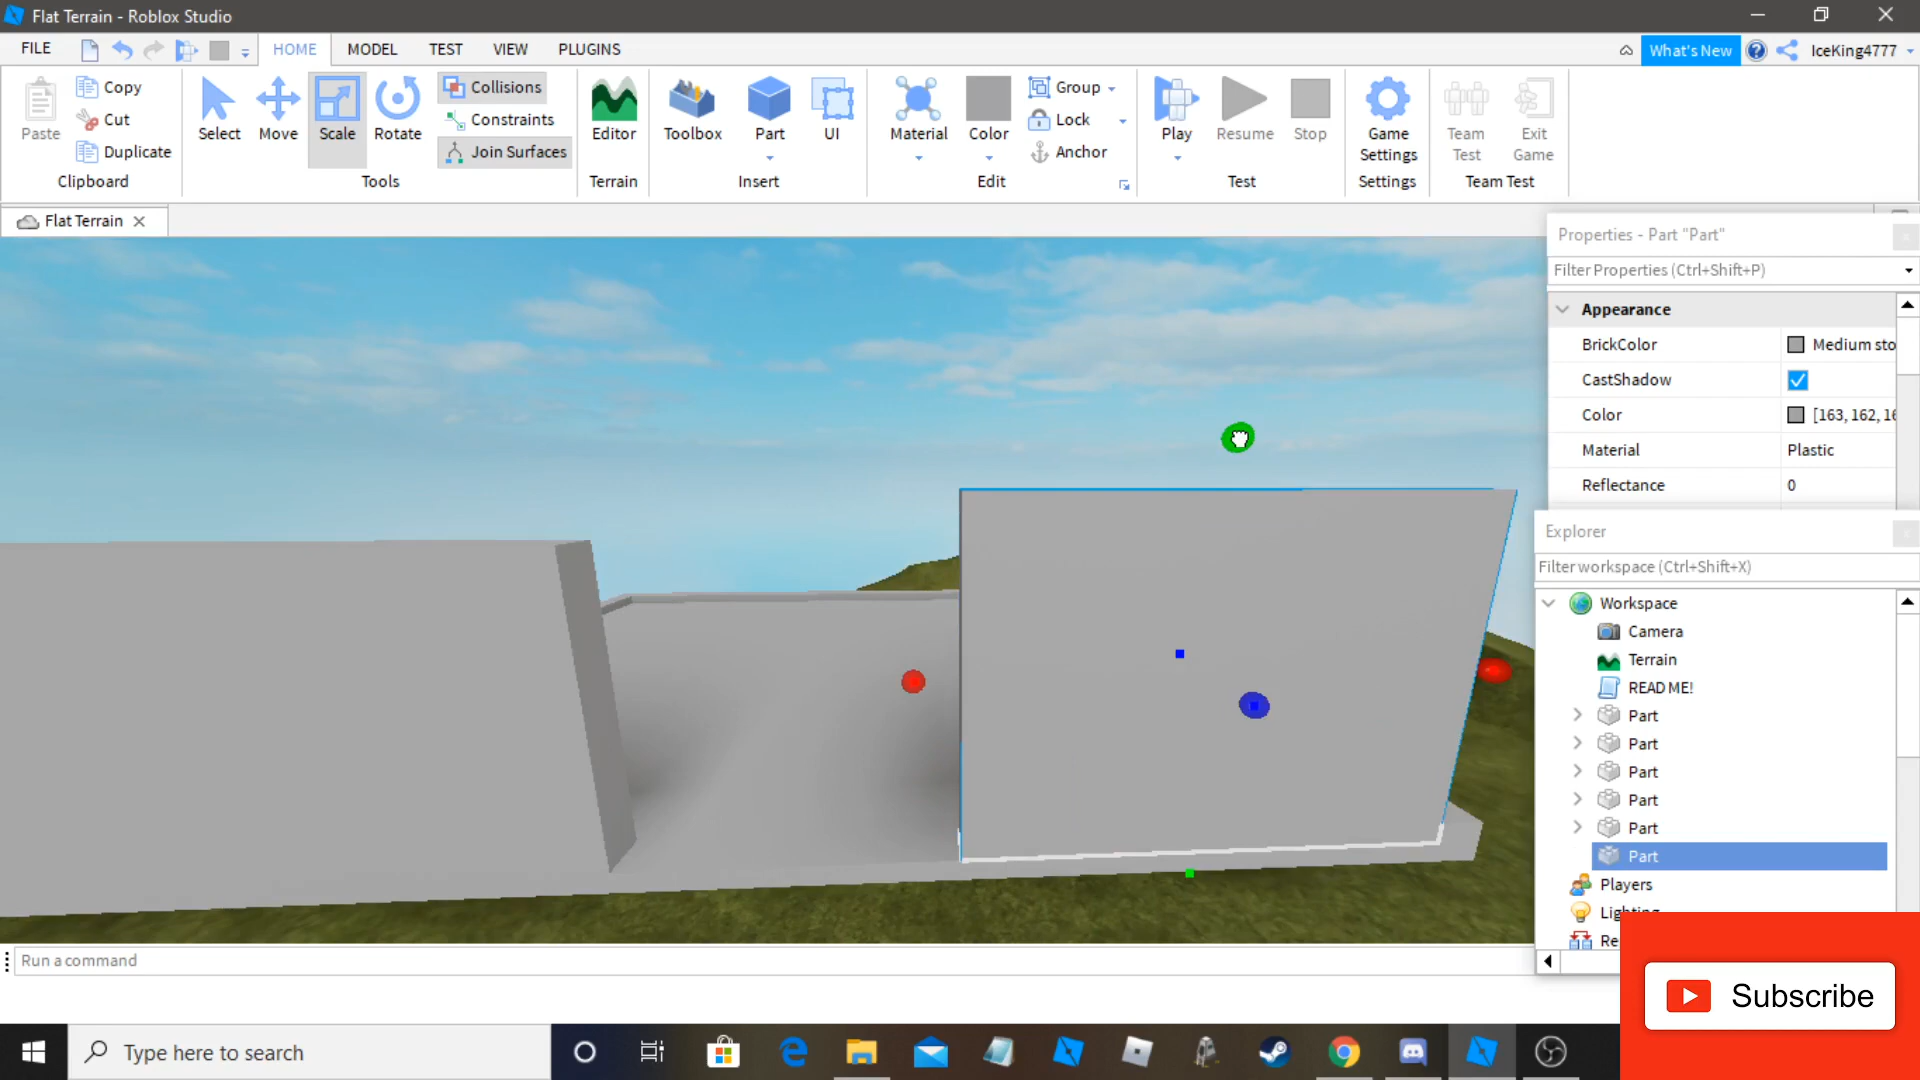 Flat Terrain - Roblox Studio
FILE HOME MODEL TEST VIEW PLUGINS What's New IceKing4777
Paste Copy Cut Duplicate Clipboard
Select Move Scale Rotate Collisions Constraints Join Surfaces Tools
Editor Terrain
Toolbox Part UI Insert
Material Color Group Lock Anchor Edit
Play Resume Stop Test
Game Settings Settings
Team Test Exit Game Team Test
Flat Terrain
Properties - Part "Part"
Filter Properties (Ctrl+Shift+P)
Appearance
BrickColor Medium sto
CastShadow
Color [163, 162, 16
Material Plastic
Reflectance 0
Explorer
Filter workspace (Ctrl+Shift+X)
Workspace
Camera
Terrain
READ ME!
Part
Part
Part
Part
Part
Part
Players
Lighting
Re
Run a command
Subscribe
Type here to search